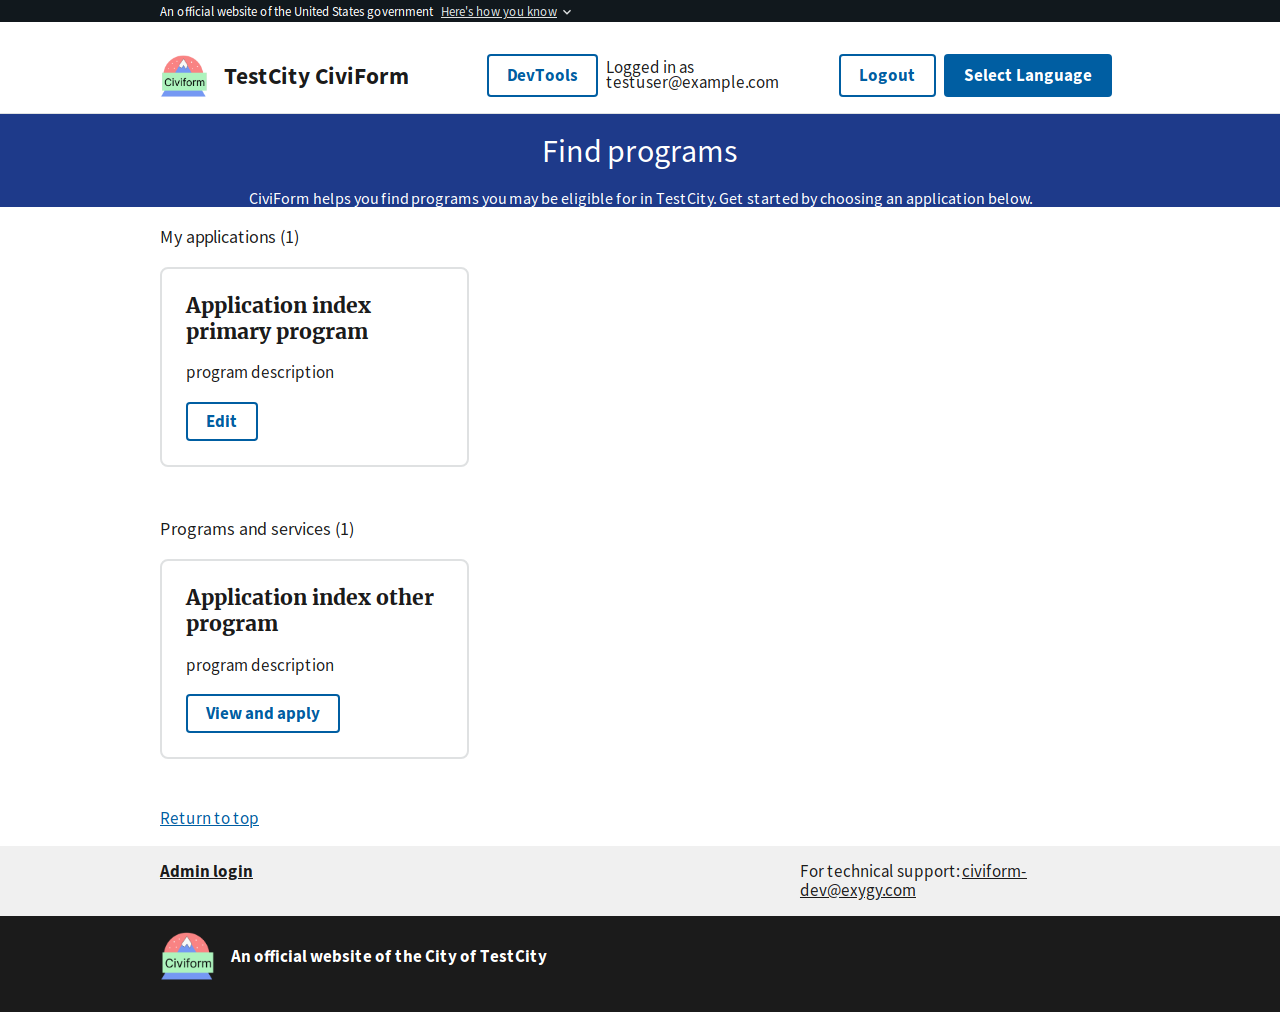 An official website of the United States government Here's how you know
Civiform
TestCity CiviForm
DevTools
Logged in as
testuser@example.com
Logout
Select Language
Find programs
CiviForm helps you find programs you may be eligible for in TestCity. Get started by choosing an application below.
My applications (1)
Application index
primary program
program description
Edit
Programs and services (1)
Application index other
program
program description
View and apply
Return to top
Admin login
For technical support: civiform-
dev@exygy.com
Civiform
An official website of the City of TestCity